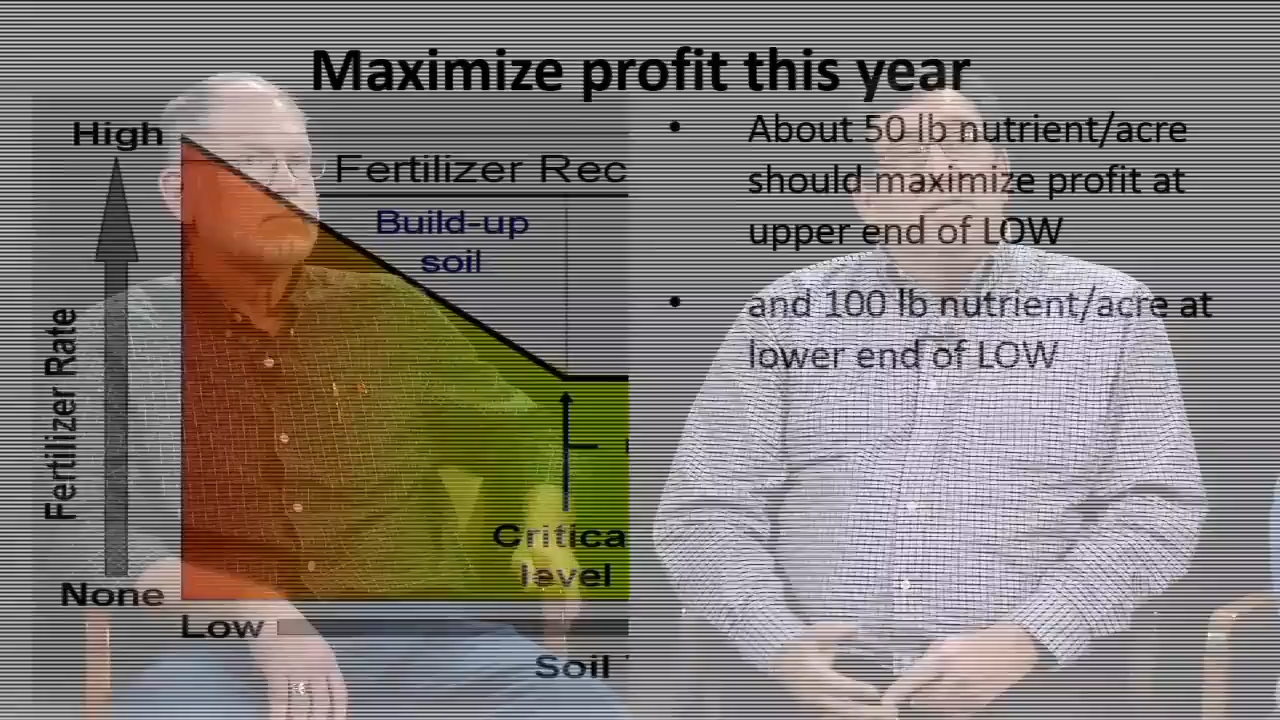 Maximize profit this year
High
Fertilizer Rec
Build-up
soil
Fertilizer Rate
Critica
level
None
Low
Soil
• About 50 lb nutrient/acre
should maximize profit at
upper end of LOW
• and 100 lb nutrient/acre at
lower end of LOW